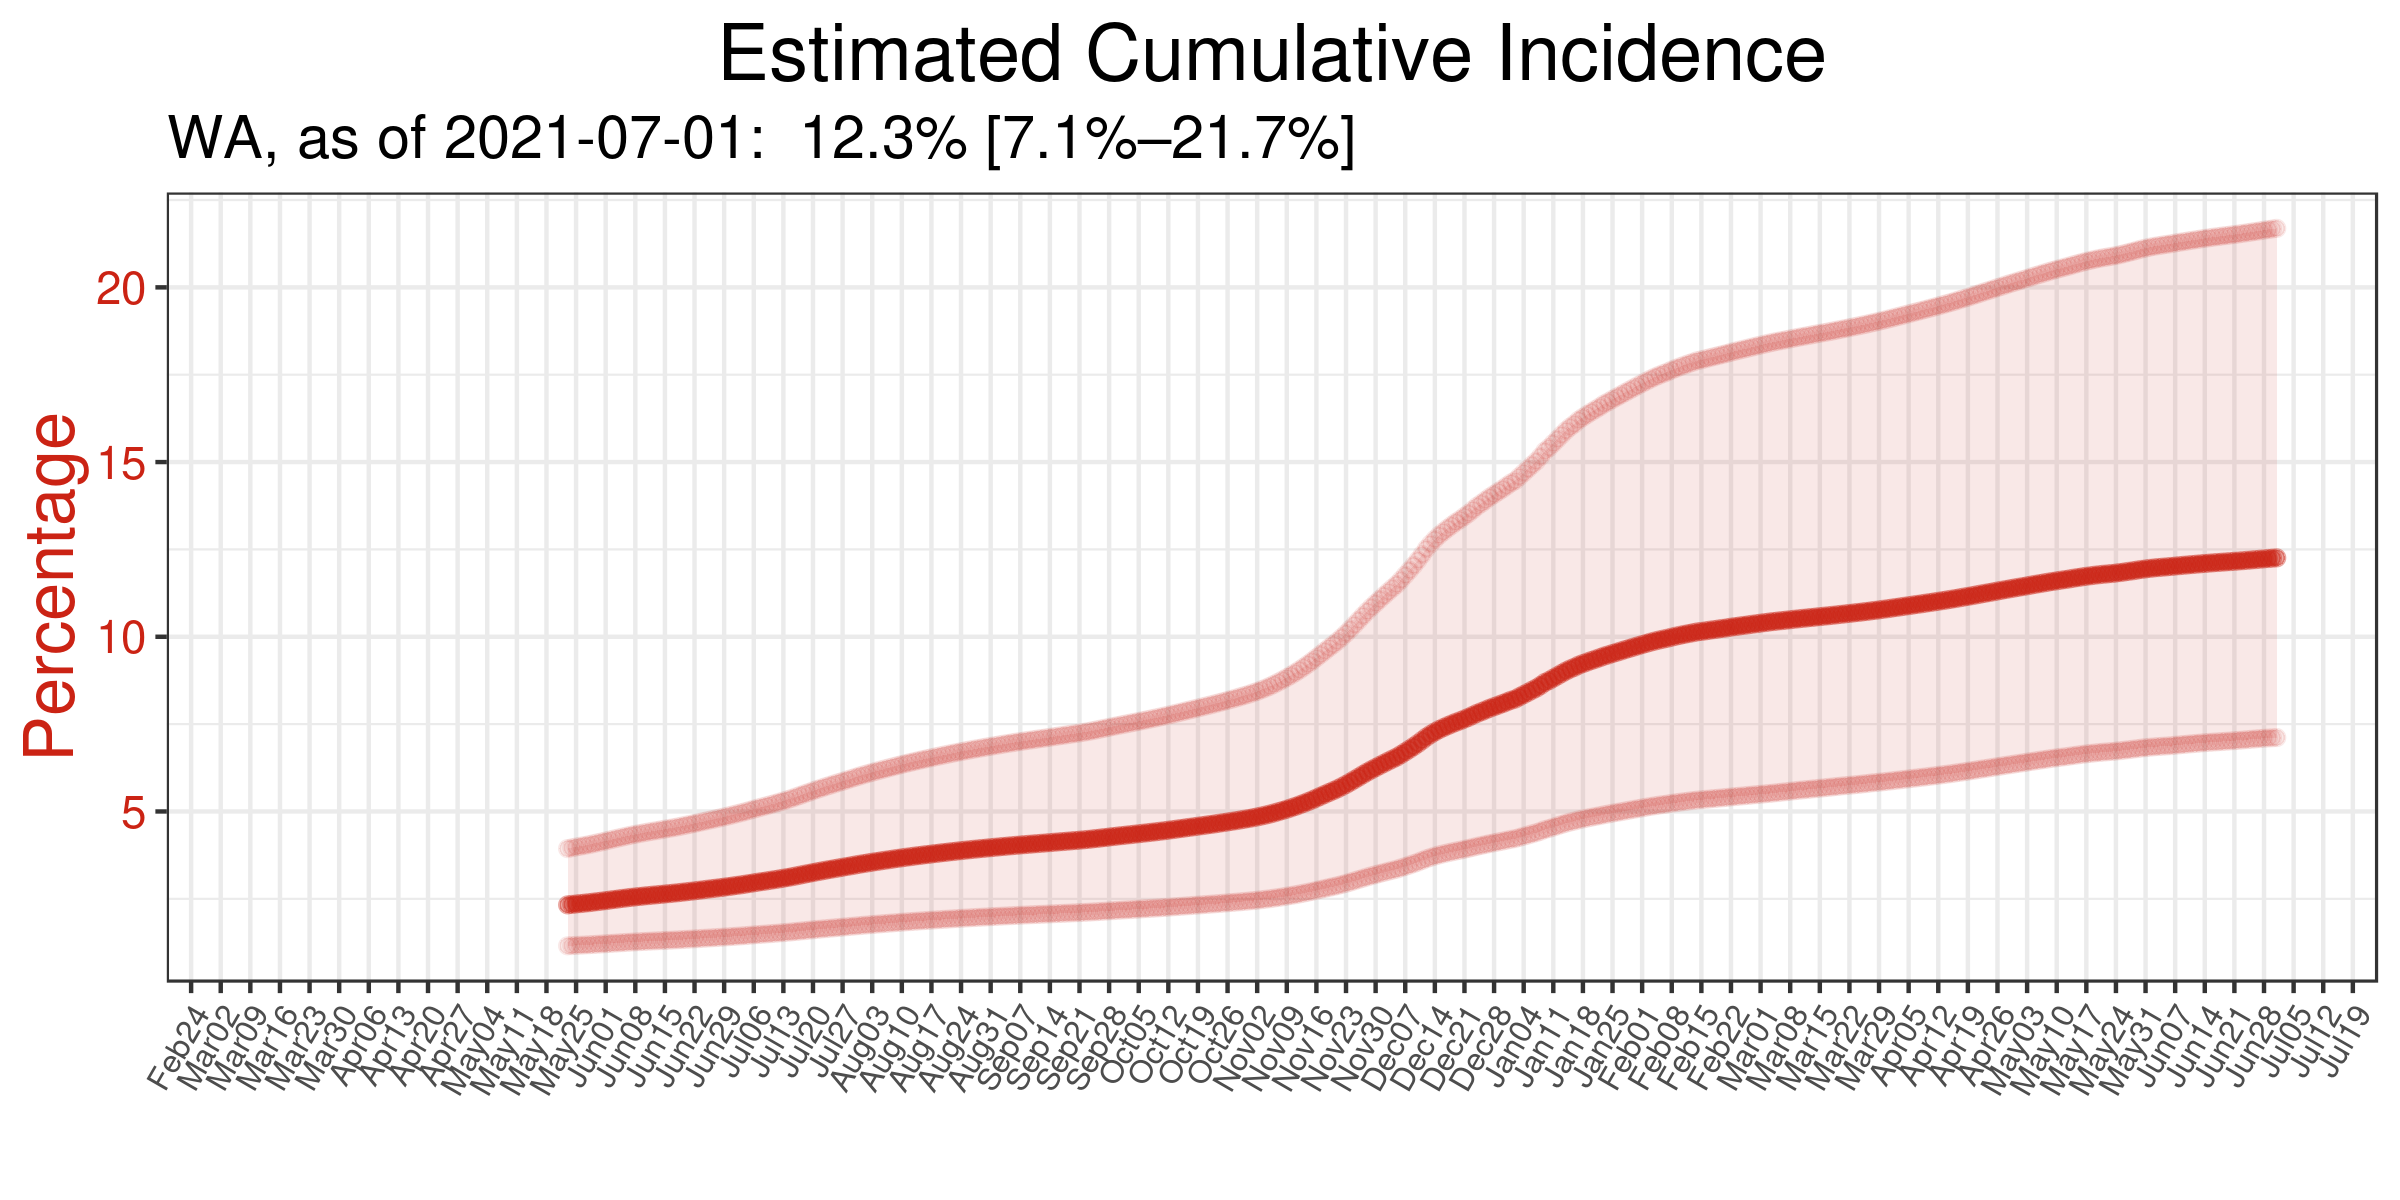 Estimated Cumulative Incidence
WA, as of 2021-07-01:  12.3% [7.1%–21.7%]
Percentage
20
15
10
5
Feb24
Mar02
Mar09
Mar16
Mar23
Mar30
Apr06
Apr13
Apr20
Apr27
May04
May11
May18
May25
Jun01
Jun08
Jun15
Jun22
Jun29
Jul06
Jul13
Jul20
Jul27
Aug03
Aug10
Aug17
Aug24
Aug31
Sep07
Sep14
Sep21
Sep28
Oct05
Oct12
Oct19
Oct26
Nov02
Nov09
Nov16
Nov23
Nov30
Dec07
Dec14
Dec21
Dec28
Jan04
Jan11
Jan18
Jan25
Feb01
Feb08
Feb15
Feb22
Mar01
Mar08
Mar15
Mar22
Mar29
Apr05
Apr12
Apr19
Apr26
May03
May10
May17
May24
May31
Jun07
Jun14
Jun21
Jun28
Jul05
Jul12
Jul19